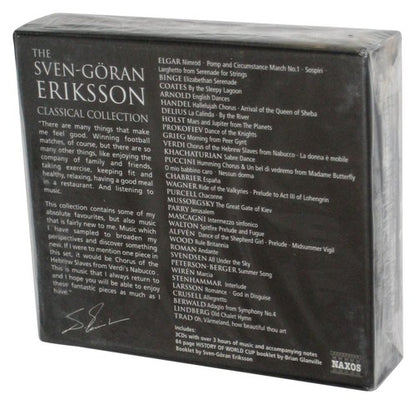 THE
SVEN-GÖRAN
ERIKSSON
CLASSICAL COLLECTION
"There are many things that make
me feel good. Winning football
matches, of course, but there are so
many other things, like enjoying the
company of family and friends,
taking exercise, keeping fit and
healthy, relaxing, having a good meal
in a restaurant. And listening to
music.
This collection contains some of my
absolute favourites, but also music
that is fairly new to me. Music which
I have sampled to broaden my
perspectives and discover something
new. If I were to mention one piece in
this set, it would be Chorus of the
Hebrew Slaves from Verdi's Nabucco.
This is music that I always return to
and I hope you will be able to enjoy
these fantastic pieces as much as I
have."
ELGAR Nimrod · Pomp and Circumstance March No.1 · Sospiri
Larghetto from Serenade for Strings
BINGE Elizabethan Serenade
COATES By the Sleepy Lagoon
ARNOLD English Dances
HANDEL Hallelujah Chorus · Arrival of the Queen of Sheba
DELIUS La Calinda · By the River
HOLST Mars and Jupiter from The Planets
PROKOFIEV Dance of the Knights
GRIEG Morning from Peer Gynt
VERDI Chorus of the Hebrew Slaves from Nabucco · La donna è mobile
KHACHATURIAN Sabre Dance
PUCCINI Humming Chorus & Un bel dì vedremo from Madame Butterfly
O mio babbino caro · Nessun dorma
CHABRIER España
WAGNER Ride of the Valkyries · Prelude to Act III of Lohengrin
PURCELL Chaconne
MUSSORGSKY The Great Gate of Kiev
PARRY Jerusalem
MASCAGNI Intermezzo sinfonico
WALTON Spitfire Prelude and Fugue
ALFVÉN Dance of the Shepherd Girl · Prelude · Midsummer Vigil
WOOD Rule Britannia
ROMAN Andante
SVENDSEN All Under the Sky
PETERSON-BERGER Summer Song
WIRÉN Marcia
STENHAMMAR Interlude
LARSSON Romance · God in Disguise
CRUSELL Allegretto
BERWALD Adagio from Symphony No.4
LINDBERG Old Chalet Hymn
TRAD Oh, Värmeland, how beautiful thou art
Includes:
3CDs with over 3 hours of music and accompanying notes
64 page HISTORY OF WORLD CUP booklet by Brian Glanville
Booklet by Sven-Göran Eriksson
NAXOS